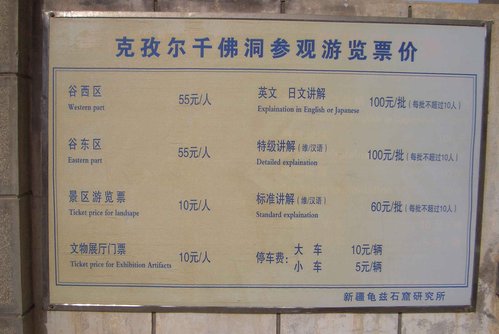 克孜尔千佛洞参观游览票价
谷西区 55元/人
Western part
谷东区 55元/人
Eastern part
景区游览票 10元/人
Ticket price for landsape
文物展厅门票 10元/人
Ticket price for Exhibition Artifacts
英文 日文讲解 100元/批（每批不超过10人）
Explaination in English or Japanese
特级讲解（维/汉语） 100元/批（每批不超过10人）
Detailed explaination
标准讲解（维/汉语） 60元/批（每批不超过10人）
Standard explaination
停车费： 大 车 10元/辆
小 车 5元/辆
新疆龟兹石窟研究所